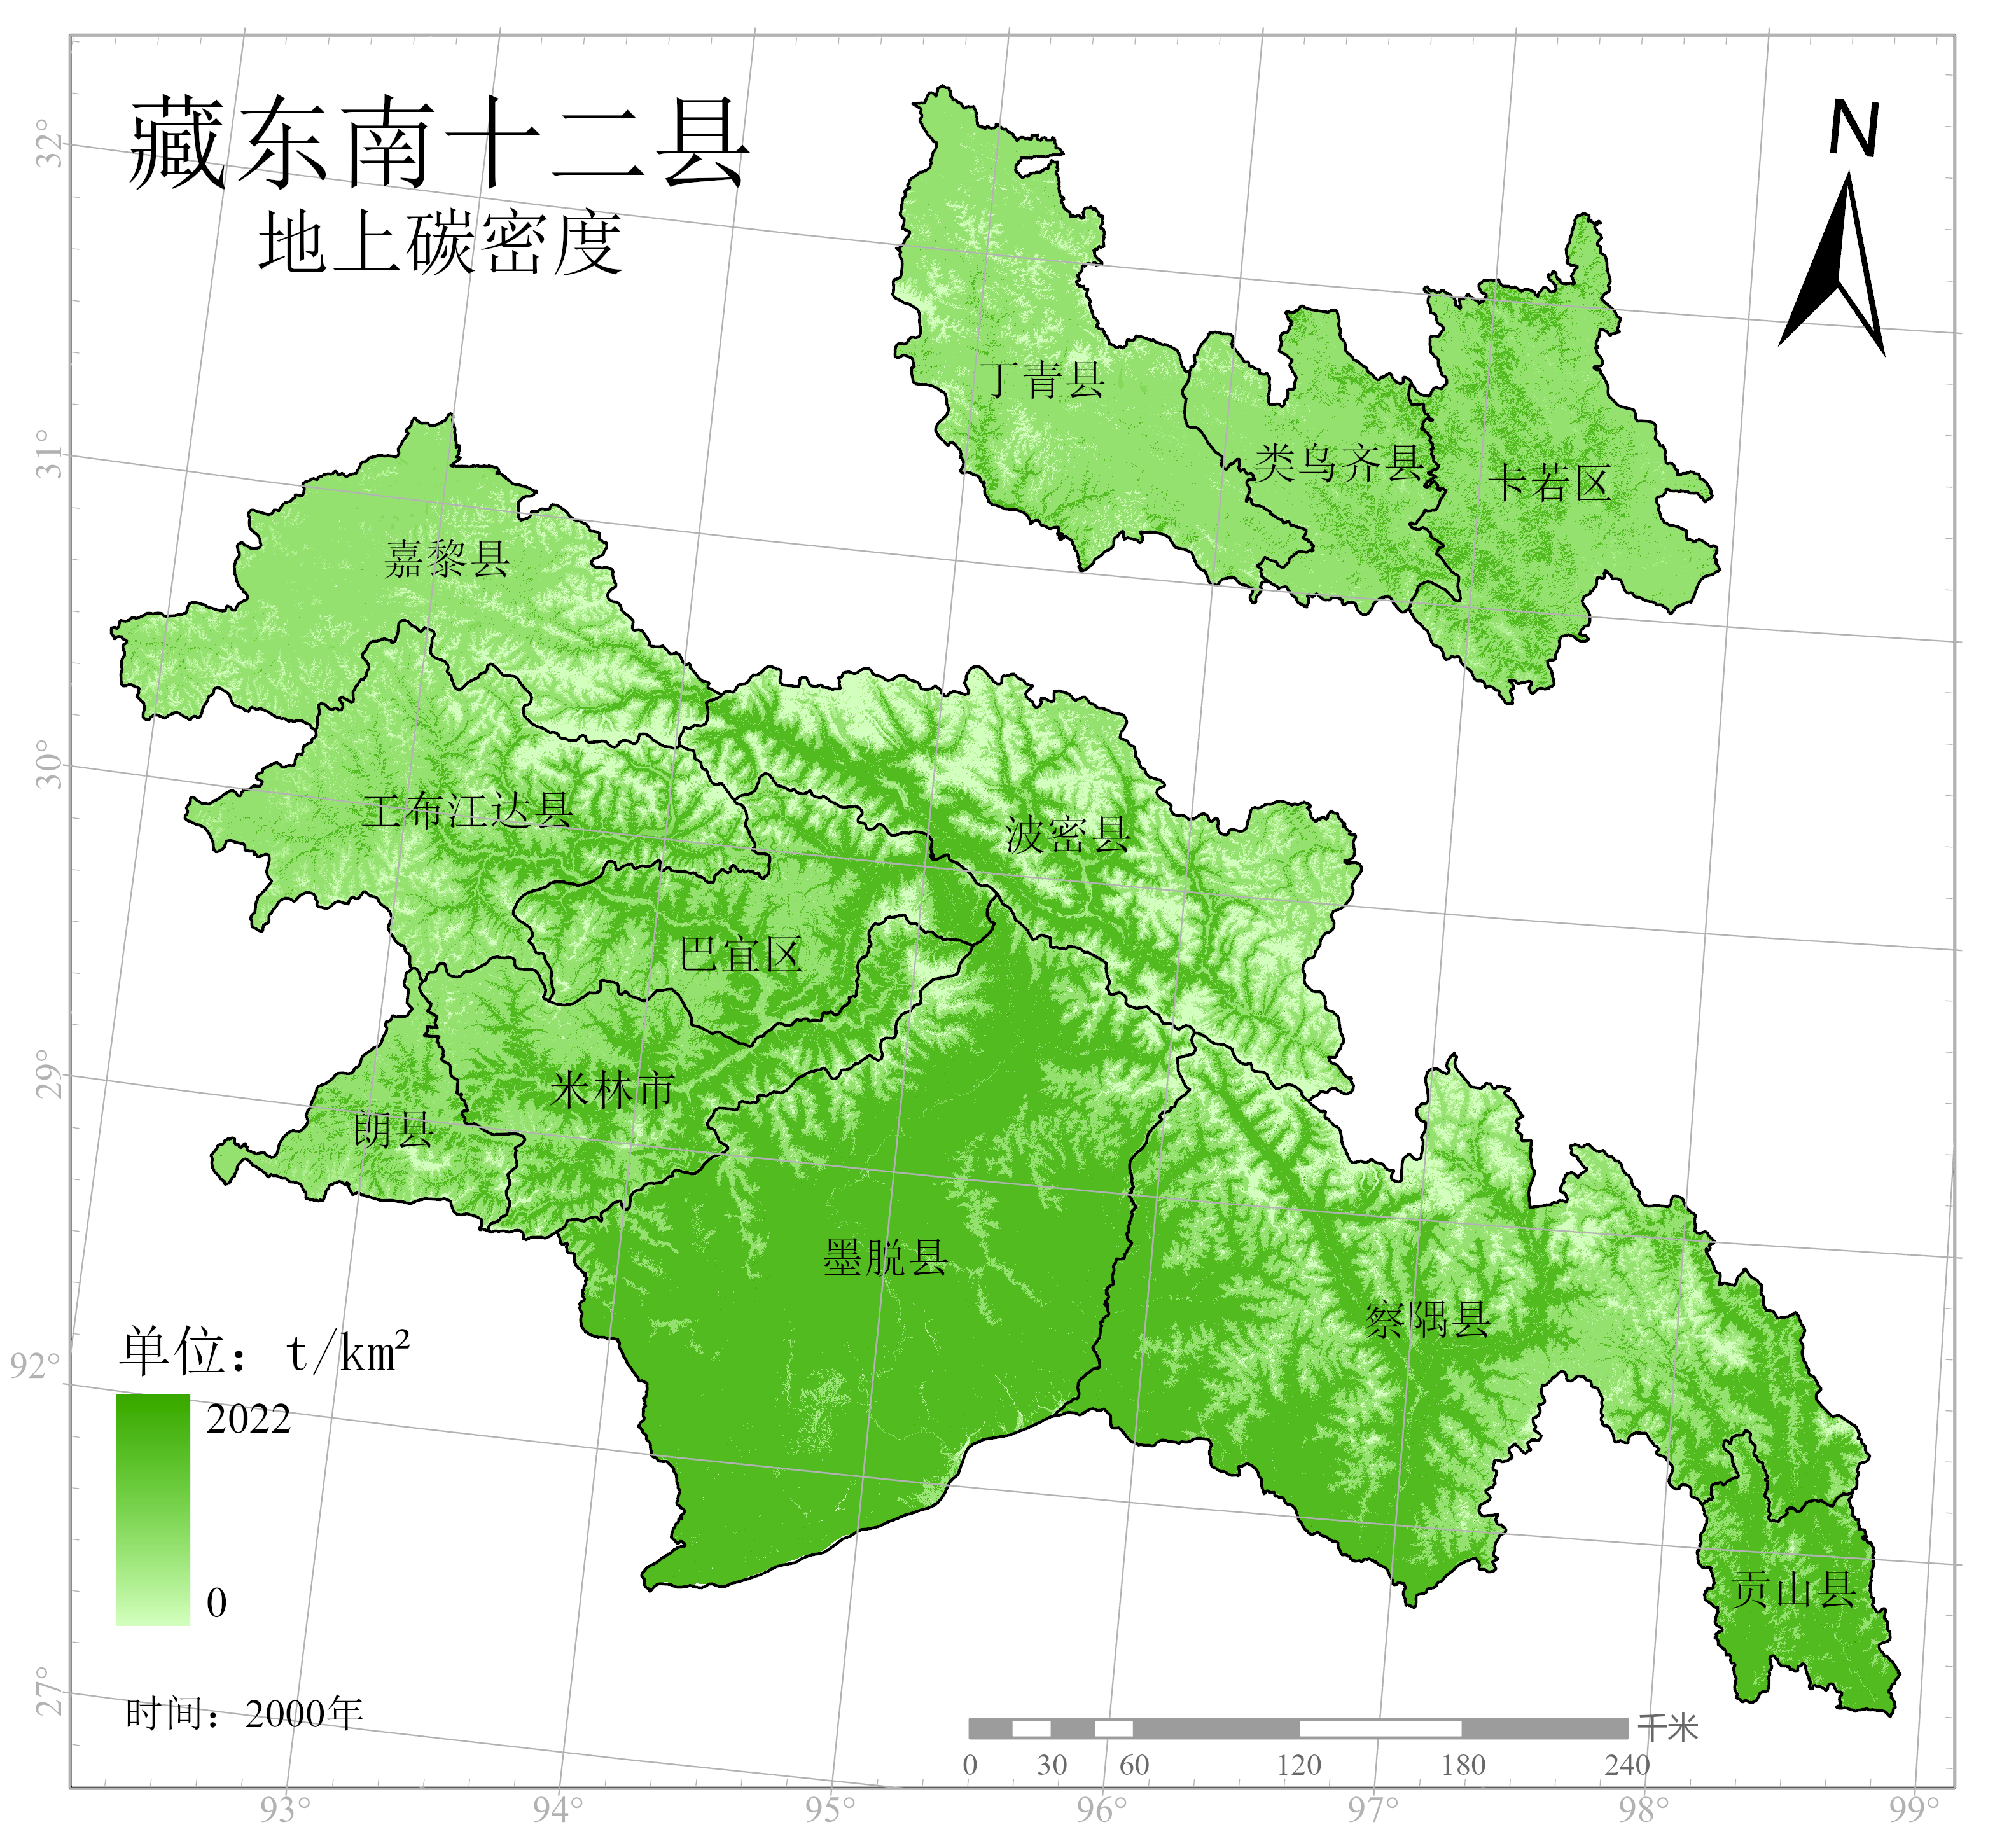 藏东南十二县
地上碳密度
N
32°
31°
30°
29°
92°
27°
丁青县
类乌齐县
卡若区
嘉黎县
工布江达县
波密县
巴宜区
米林市
朗县
墨脱县
察隅县
贡山县
单位：t/km²
2022
0
时间：2000年
千米
0 30 60 120 180 240
93° 94° 95° 96° 97° 98° 99°